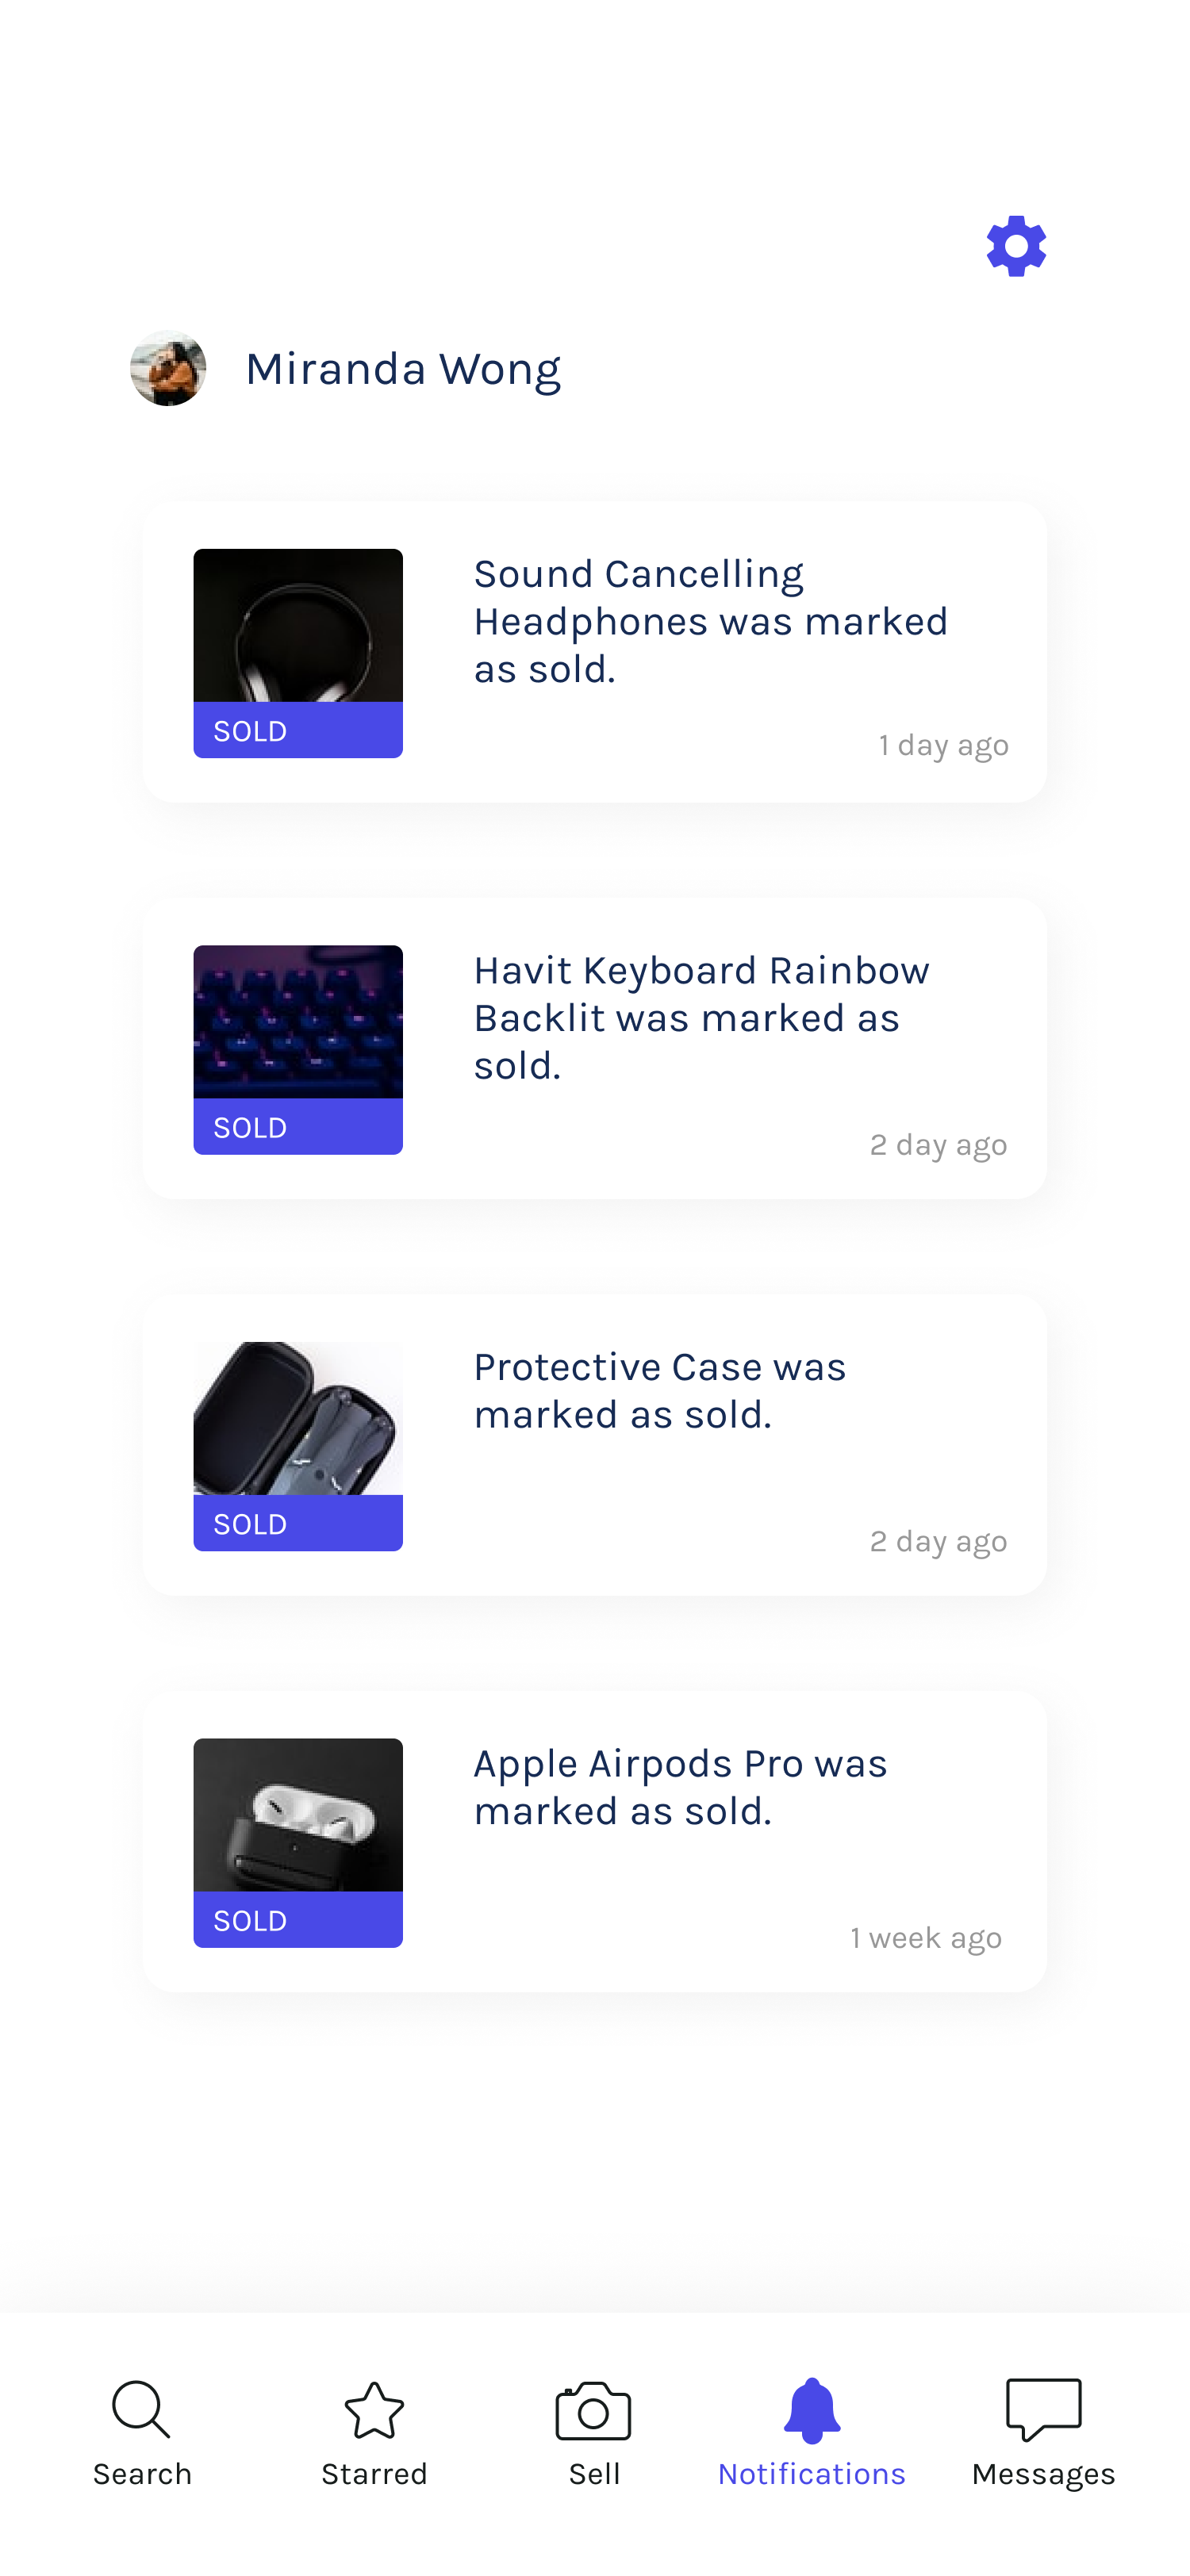 Miranda Wong
Sound Cancelling
Headphones was marked
as sold.
SOLD
1 day ago
Havit Keyboard Rainbow
Backlit was marked as
sold.
SOLD
2 day ago
Protective Case was
marked as sold.
SOLD
2 day ago
Apple Airpods Pro was
marked as sold.
SOLD
1 week ago
Search
Starred
Sell
Notifications
Messages